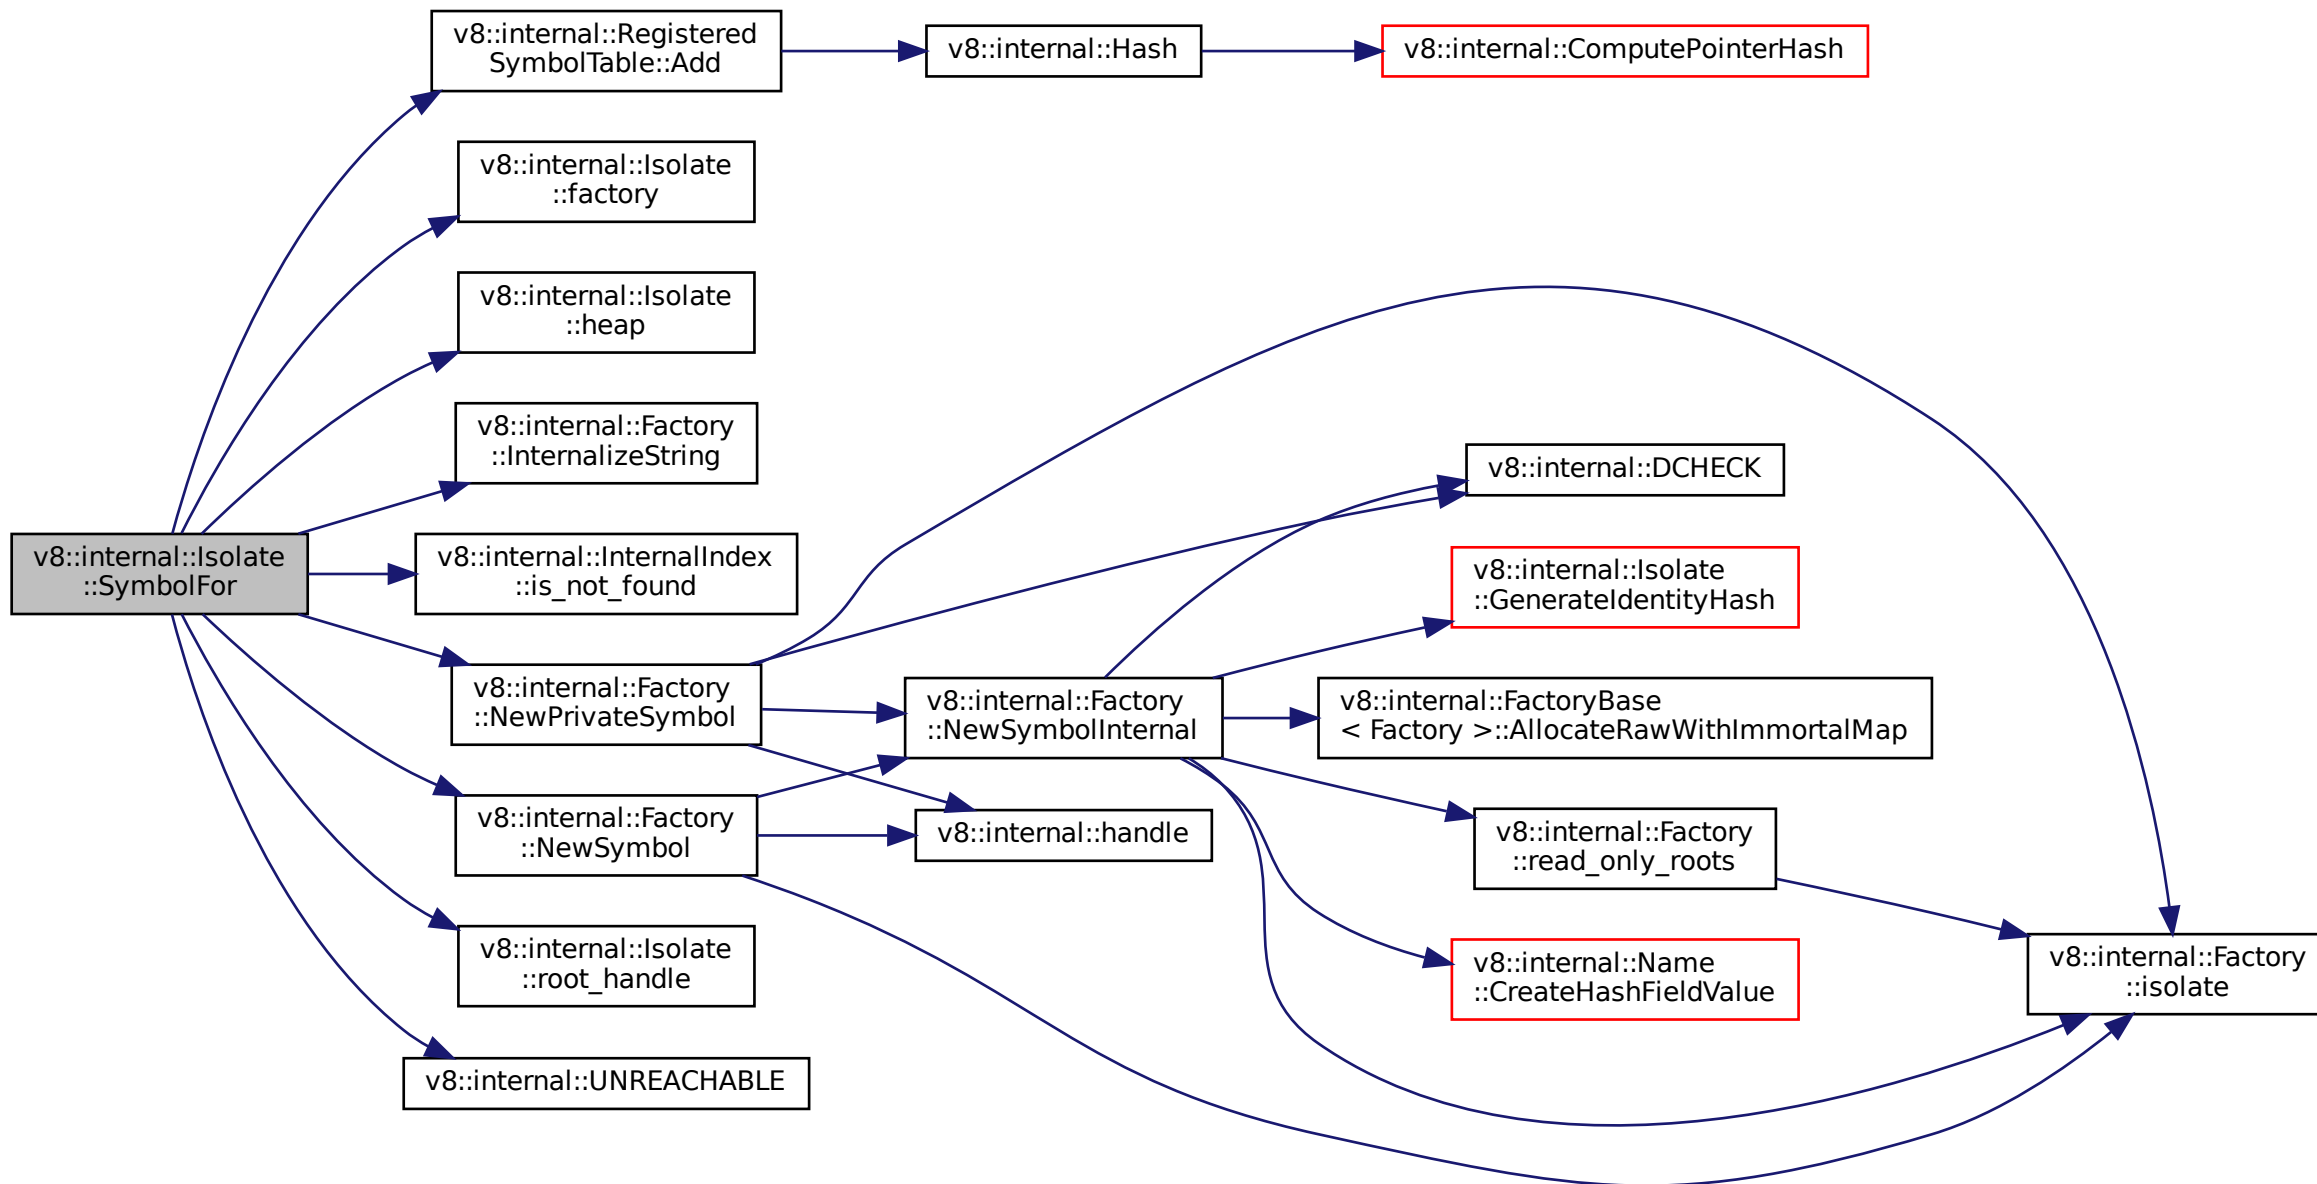 v8::internal::Registered
SymbolTable::Add
v8::internal::Hash
v8::internal::ComputePointerHash
v8::internal::Isolate
::factory
v8::internal::Isolate
::heap
v8::internal::Factory
::InternalizeString
v8::internal::DCHECK
v8::internal::Isolate
::SymbolFor
v8::internal::InternalIndex
::is_not_found
v8::internal::Isolate
::GenerateIdentityHash
v8::internal::Factory
::NewPrivateSymbol
v8::internal::Factory
::NewSymbolInternal
v8::internal::FactoryBase
< Factory >::AllocateRawWithImmortalMap
v8::internal::Factory
::NewSymbol
v8::internal::handle
v8::internal::Factory
::read_only_roots
v8::internal::Isolate
::root_handle
v8::internal::Name
::CreateHashFieldValue
v8::internal::Factory
::isolate
v8::internal::UNREACHABLE